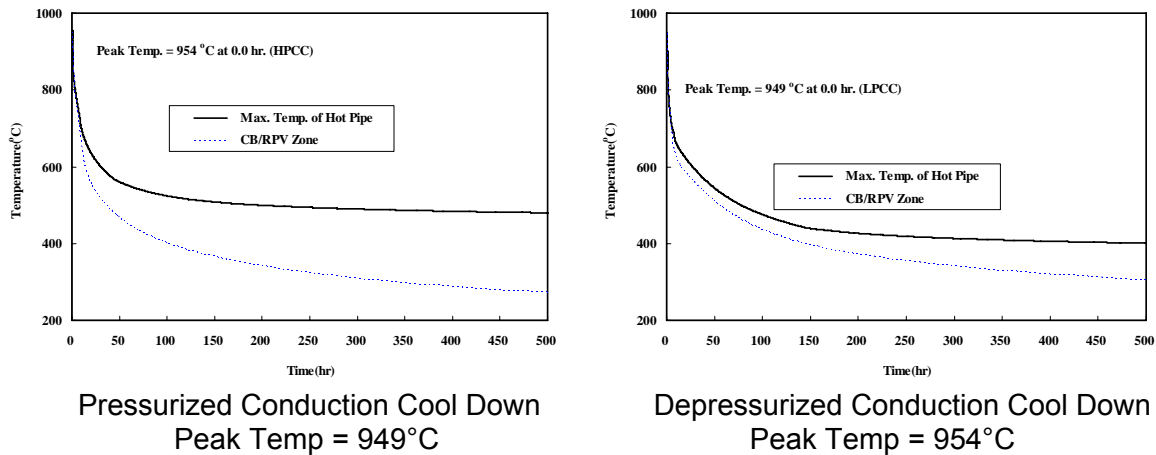 1000
800
600
400
200
Temperature(°C)
Peak Temp. = 954 °C at 0.0 hr. (HPCC)
Max. Temp. of Hot Pipe
CB/RPV Zone
0 50 100 150 200 250 300 350 400 450 500
Time(hr)
Pressurized Conduction Cool Down
Peak Temp = 949°C
1000
800
600
400
200
Temperature(°C)
Peak Temp. = 949 °C at 0.0 hr. (LPCC)
Max. Temp. of Hot Pipe
CB/RPV Zone
0 50 100 150 200 250 300 350 400 450 500
Time(hr)
Depressurized Conduction Cool Down
Peak Temp = 954°C